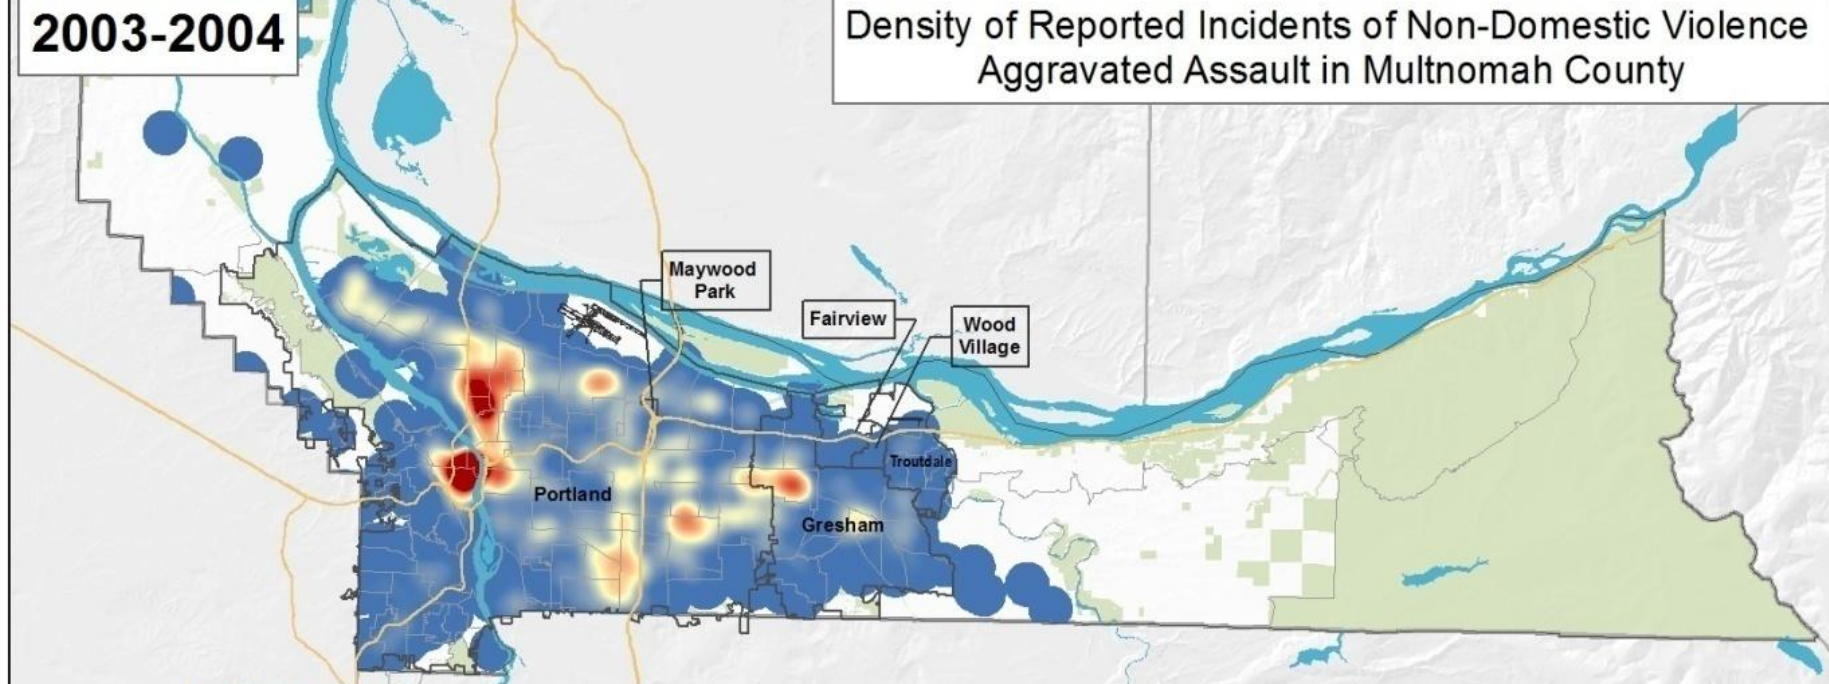 2003-2004
Density of Reported Incidents of Non-Domestic Violence
Aggravated Assault in Multnomah County
Maywood
Park
Fairview
Wood
Village
Troutdale
Portland
Gresham